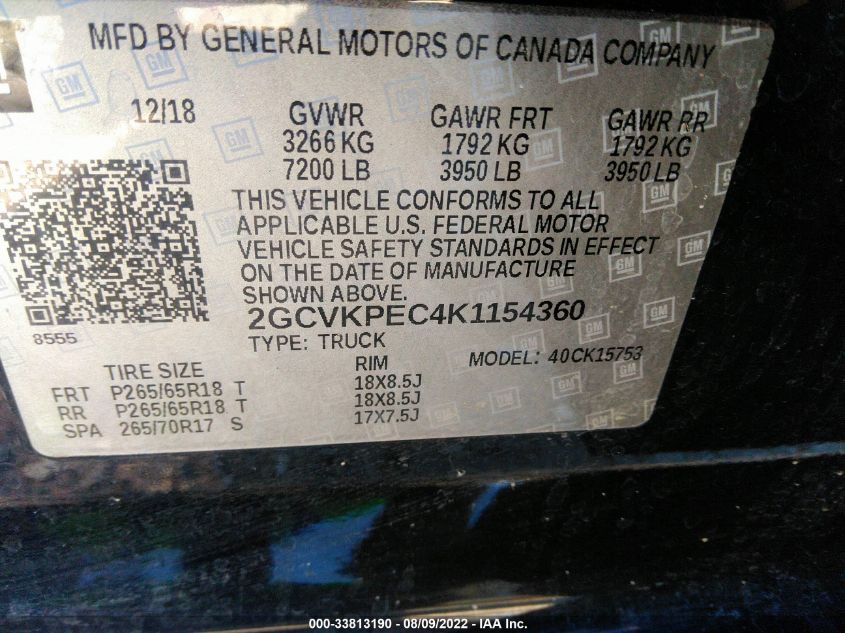 MFD BY GENERAL MOTORS OF CANADA COMPANY
12/18 GVWR GAWR FRT GAWR RR
3266 KG 1792 KG 1792 KG
7200 LB 3950 LB 3950 LB
THIS VEHICLE CONFORMS TO ALL
APPLICABLE U.S. FEDERAL MOTOR
VEHICLE SAFETY STANDARDS IN EFFECT
ON THE DATE OF MANUFACTURE
SHOWN ABOVE.
2GCVKPEC4K1154360
8555
TYPE: TRUCK MODEL: 40CK15753
TIRE SIZE RIM
FRT P265/65R18 T 18X8.5J
RR P265/65R18 T 18X8.5J
SPA 265/70R17 S 17X7.5J
000-33813190 - 08/09/2022 - IAA Inc.